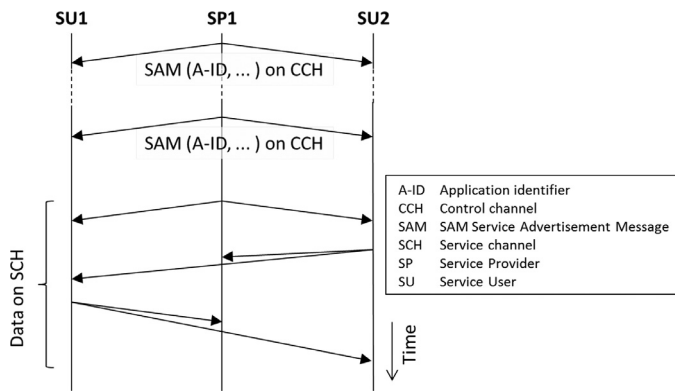 SU1 SP1 SU2
SAM (A-ID, ... ) on CCH
SAM (A-ID, ... ) on CCH
Data on SCH
A-ID Application identifier
CCH Control channel
SAM SAM Service Advertisement Message
SCH Service channel
SP Service Provider
SU Service User
Time